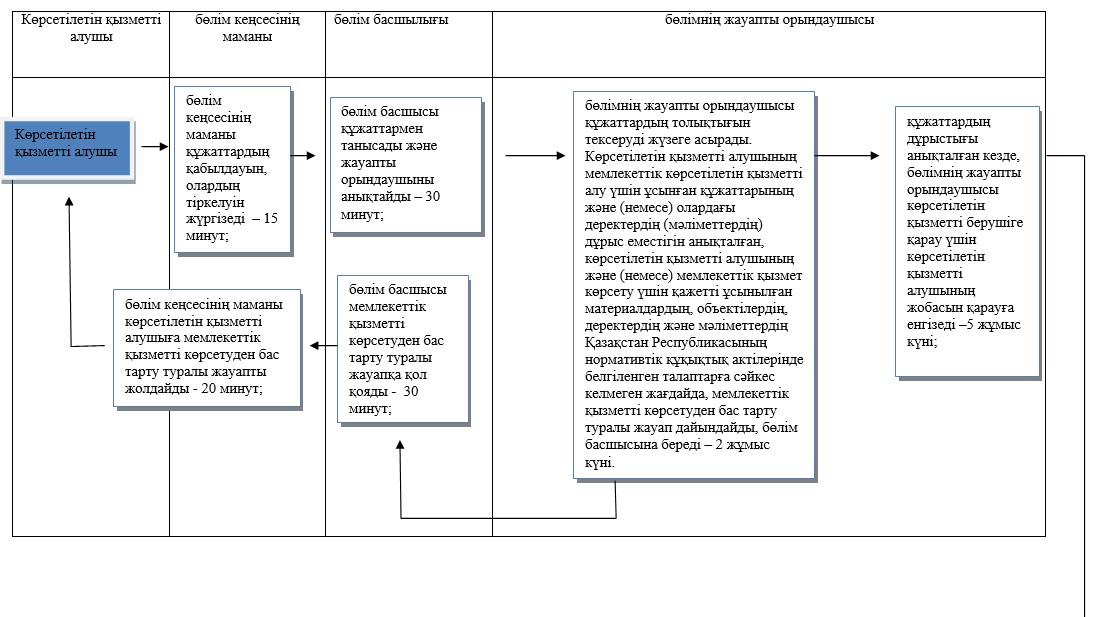 Көрсетілетін қызметті
алушы
бөлім кеңсесінің
маманы
бөлім басшылығы
бөлімнің жауапты орындаушысы
Көрсетілетін
қызметті алушы
бөлім
кеңсесінің
маманы
құжаттардың
қабылдауын,
олардың
тіркелуін
жүргізеді – 15
минут;
бөлім басшысы
құжаттармен
танысады және
жауапты
орындаушыны
анықтайды – 30
минут;
бөлімнің жауапты орындаушысы
құжаттардың толықтығын
тексеруді жүзеге асырады.
Көрсетілетін қызметті алушының
мемлекеттік көрсетілетін қызметті
алу үшін ұсынған құжаттарының
және (немесе) олардағы
деректердің (мәліметтердің)
дұрыс еместігін анықталған,
көрсетілетін қызметті алушының
және (немесе) мемлекеттік қызмет
көрсету үшін қажетті ұсынылған
материалдардың, объектілердің,
деректердің және мәліметтердің
Қазақстан Республикасының
нормативтік құқықтық актілерінде
белгіленген талаптарға сәйкес
келмеген жағдайда, мемлекеттік
қызметті көрсетуден бас тарту
туралы жауап дайындайды, бөлім
басшысына береді – 2 жұмыс
күні.
құжаттардың
дұрыстығы
анықталған кезде,
бөлімнің жауапты
орындаушысы
көрсетілетін
қызметті берушіге
қарау үшін
көрсетілетін
қызметті
алушының
жобасын қарауға
енгізеді –5 жұмыс
күні;
бөлім кеңсесінің маманы
көрсетілетін қызметті
алушыға мемлекеттік
қызметті көрсетуден бас
тарту туралы жауапты
жолдайды - 20 минут;
бөлім басшысы
мемлекеттік
қызметті
көрсетуден бас
тарту туралы
жауапқа қол
қояды - 30
минут;